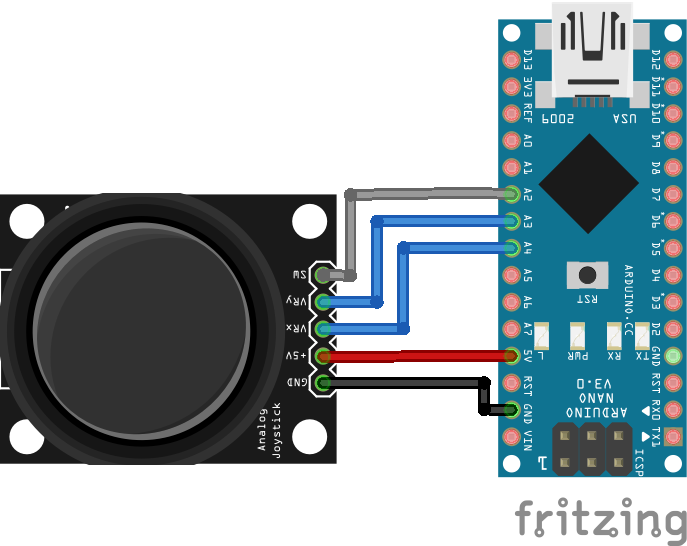 SW
VRy
VRx
+5V
GND
Analog
Joystick
D13
3V3
REF
A0
A1
A2
A3
A4
A5
A6
A7
5V
RST
GND
VIN
D12
D11
D10
D9
D8
D7
D6
D5
D4
D3
D2
GND
RST
RX0
TX1
2009
USA
RST
ARDUINO.CC
L
PWR
RX
TX
ARDUINO
NANO
V3.0
1
ICSP
fritzing